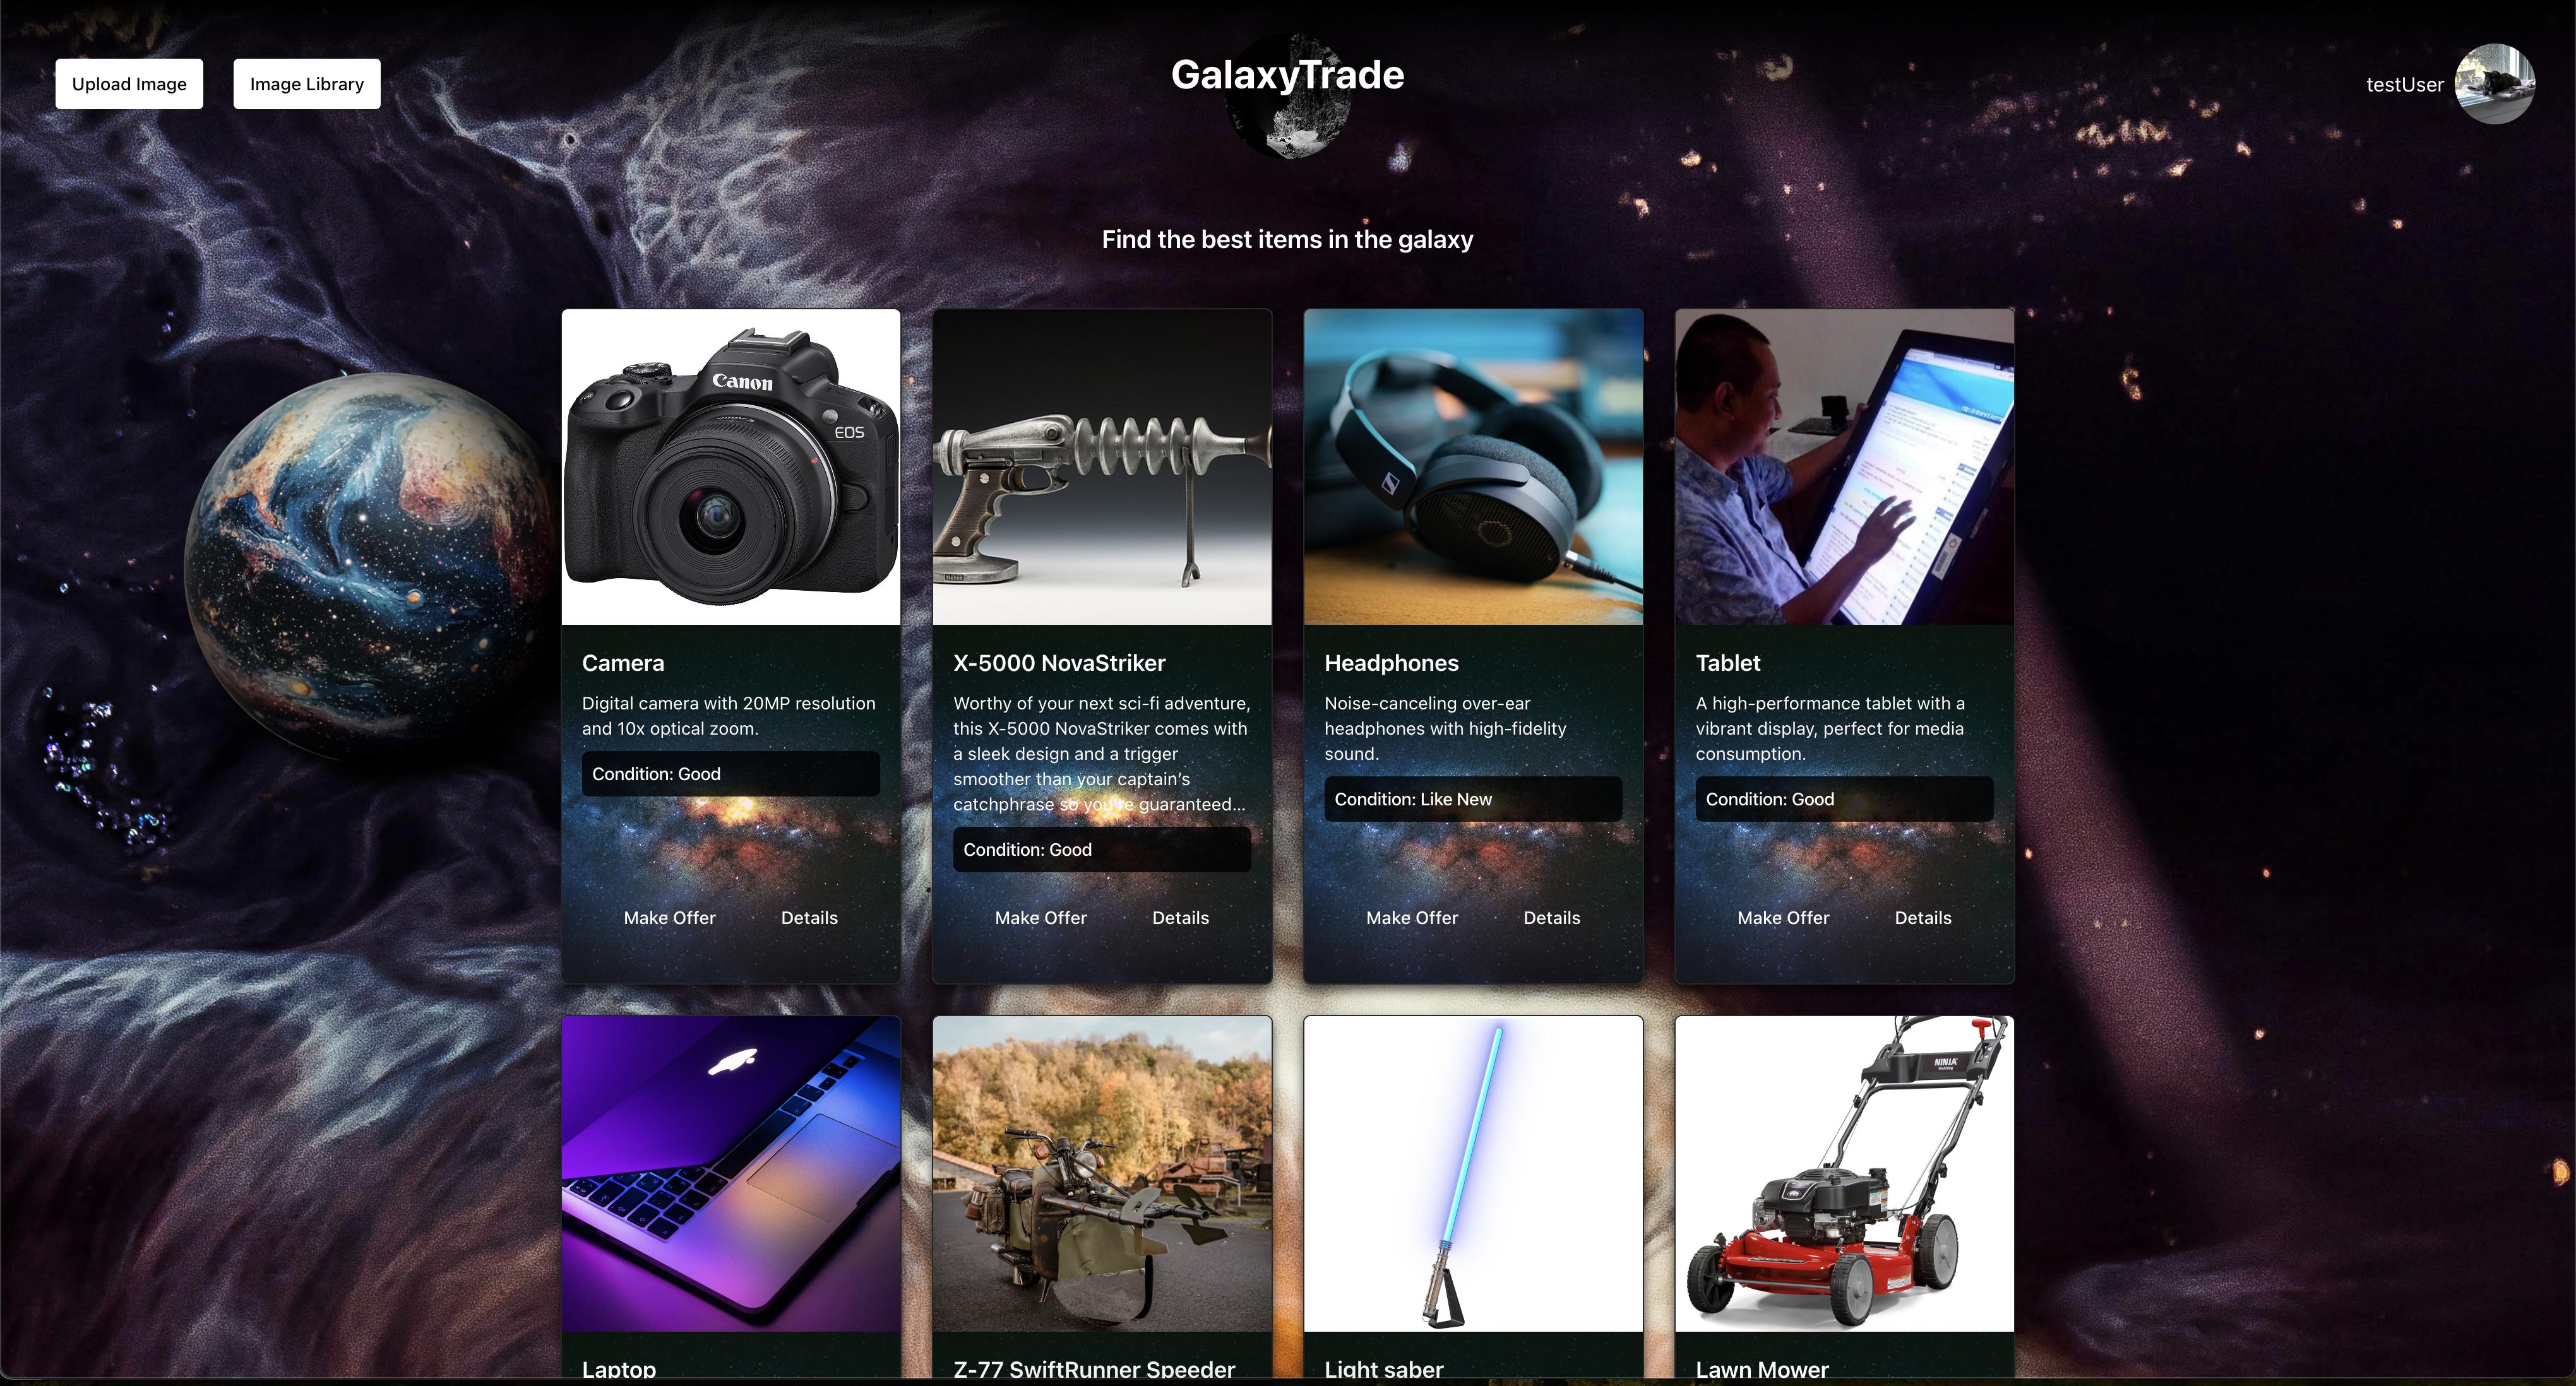 Upload Image
Image Library
GalaxyTrade
testUser
Find the best items in the galaxy
Canon
EOS
Camera
Digital camera with 20MP resolution
and 10x optical zoom.
Condition: Good
Make Offer
Details
X-5000 NovaStriker
Worthy of your next sci-fi adventure,
this X-5000 NovaStriker comes with
a sleek design and a trigger
smoother than your captain's
catchphrase so you're guaranteed...
Condition: Good
Make Offer
Details
Headphones
Noise-canceling over-ear
headphones with high-fidelity
sound.
Condition: Like New
Make Offer
Details
Tablet
A high-performance tablet with a
vibrant display, perfect for media
consumption.
Condition: Good
Make Offer
Details
NINJA
Laptop
Z-77 SwiftRunner Speeder
Light saber
Lawn Mower